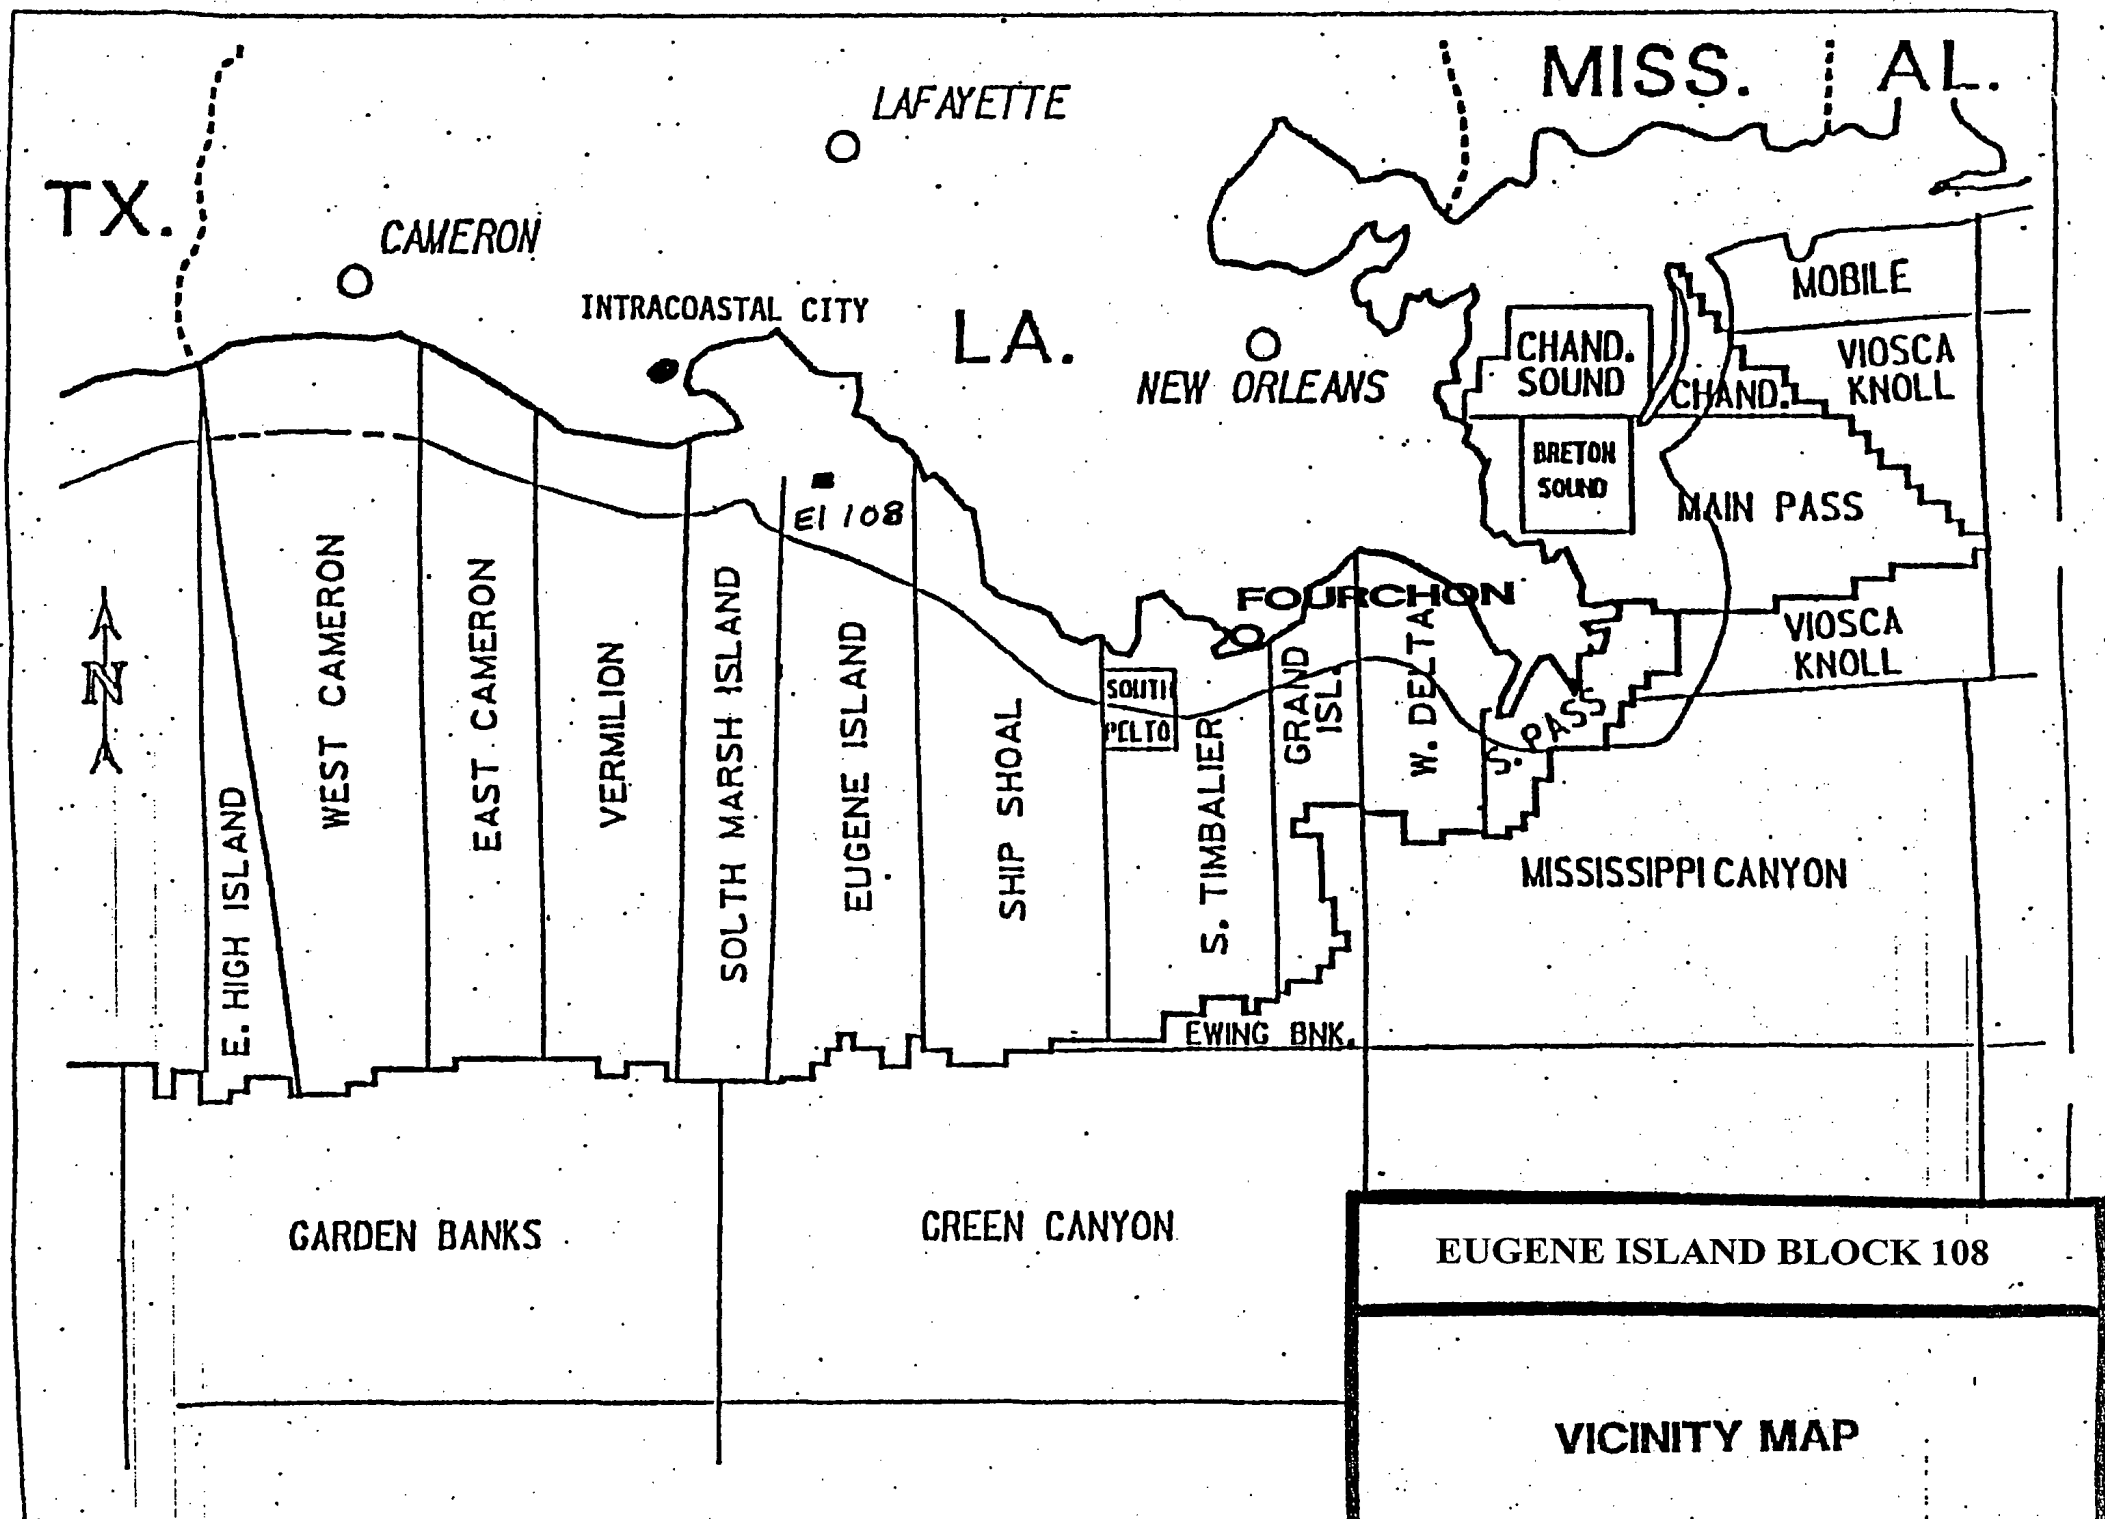 MISS.
AL.
LAFAYETTE
TX.
CAMERON
INTRACOASTAL CITY
LA.
NEW ORLEANS
MOBILE
CHAND.
SOUND
CHAND.
VIOSCA
KNOLL
BRETON
SOUND
MAIN PASS
EI 108
FOURCHON
VIOSCA
KNOLL
N
E. HIGH ISLAND
WEST CAMERON
EAST CAMERON
VERMILION
SOUTH MARSH ISLAND
EUGENE ISLAND
SHIP SHOAL
SOUTH
PELTO
S. TIMBALIER
GRAND
ISL.
W. DELTA
S. PASS
MISSISSIPPI CANYON
EWING BNK.
GARDEN BANKS
GREEN CANYON
EUGENE ISLAND BLOCK 108
VICINITY MAP